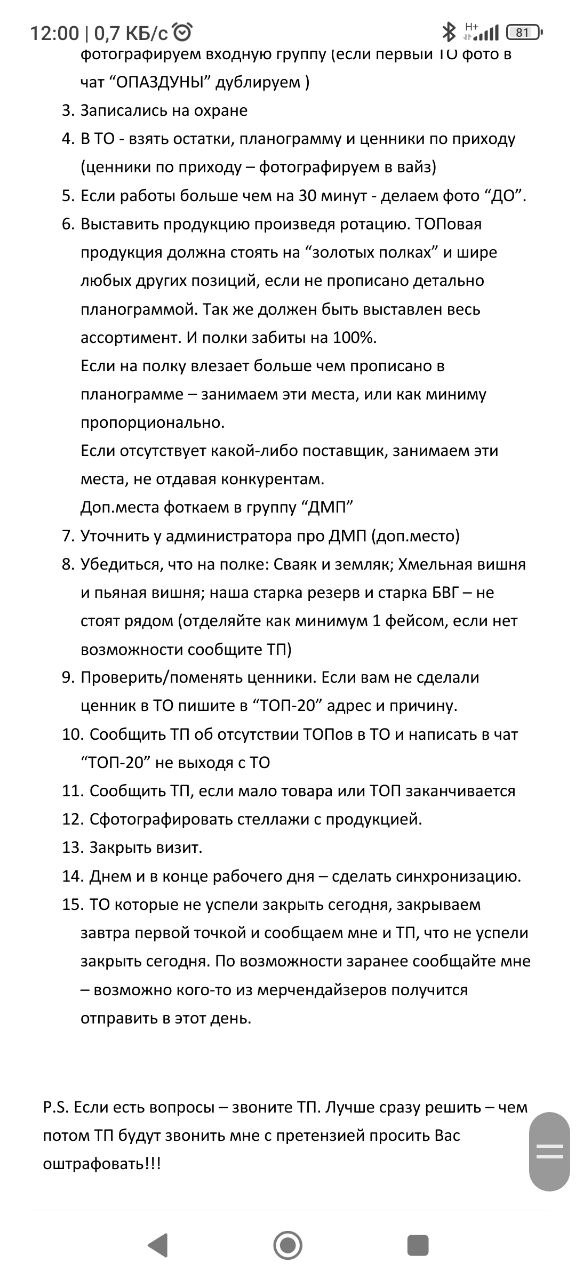 12:00 | 0,7 КБ/с
H+
81
фотографируем входную группу (если первый ТО фото в
чат “ОПАЗДУНЫ” дублируем )
3. Записались на охране
4. В ТО - взять остатки, планограмму и ценники по приходу
(ценники по приходу – фотографируем в вайз)
5. Если работы больше чем на 30 минут - делаем фото “ДО”.
6. Выставить продукцию произведя ротацию. ТОПовая
продукция должна стоять на “золотых полках” и шире
любых других позиций, если не прописано детально
планограммой. Так же должен быть выставлен весь
ассортимент. И полки забиты на 100%.
Если на полку влезает больше чем прописано в
планограмме – занимаем эти места, или как миниму
пропорционально.
Если отсутствует какой-либо поставщик, занимаем эти
места, не отдавая конкурентам.
Доп.места фоткаем в группу “ДМП”
7. Уточнить у администратора про ДМП (доп.место)
8. Убедиться, что на полке: Сваяк и земляк; Хмельная вишня
и пьяная вишня; наша старка резерв и старка БВГ – не
стоят рядом (отделяйте как минимум 1 фейсом, если нет
возможности сообщите ТП)
9. Проверить/поменять ценники. Если вам не сделали
ценник в ТО пишите в “ТОП-20” адрес и причину.
10. Сообщить ТП об отсутствии ТОПов в ТО и написать в чат
“ТОП-20” не выходя с ТО
11. Сообщить ТП, если мало товара или ТОП заканчивается
12. Сфотографировать стеллажи с продукцией.
13. Закрыть визит.
14. Днем и в конце рабочего дня – сделать синхронизацию.
15. ТО которые не успели закрыть сегодня, закрываем
завтра первой точкой и сообщаем мне и ТП, что не успели
закрыть сегодня. По возможности заранее сообщайте мне
– возможно кого-то из мерчендайзеров получится
отправить в этот день.
P.S. Если есть вопросы – звоните ТП. Лучше сразу решить – чем
потом ТП будут звонить мне с претензией просить Вас
оштрафовать!!!